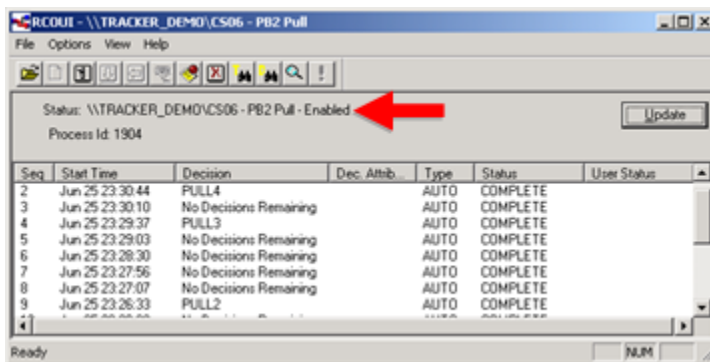 RCOUI - \\TRACKER_DEMO\CS06 - PB2 Pull
File Options View Help
Status: \\TRACKER_DEMO\CS06 - PB2 Pull - Enabled
Update
Process Id: 1904
Seq Start Time Decision Dec. Attrib... Type Status User Status
2 Jun 25 23:30:44 PULL4 AUTO COMPLETE
3 Jun 25 23:30:10 No Decisions Remaining AUTO COMPLETE
4 Jun 25 23:29:37 PULL3 AUTO COMPLETE
5 Jun 25 23:29:03 No Decisions Remaining AUTO COMPLETE
6 Jun 25 23:28:30 No Decisions Remaining AUTO COMPLETE
7 Jun 25 23:27:56 No Decisions Remaining AUTO COMPLETE
8 Jun 25 23:27:07 No Decisions Remaining AUTO COMPLETE
9 Jun 25 23:26:33 PULL2 AUTO COMPLETE
Ready NUM